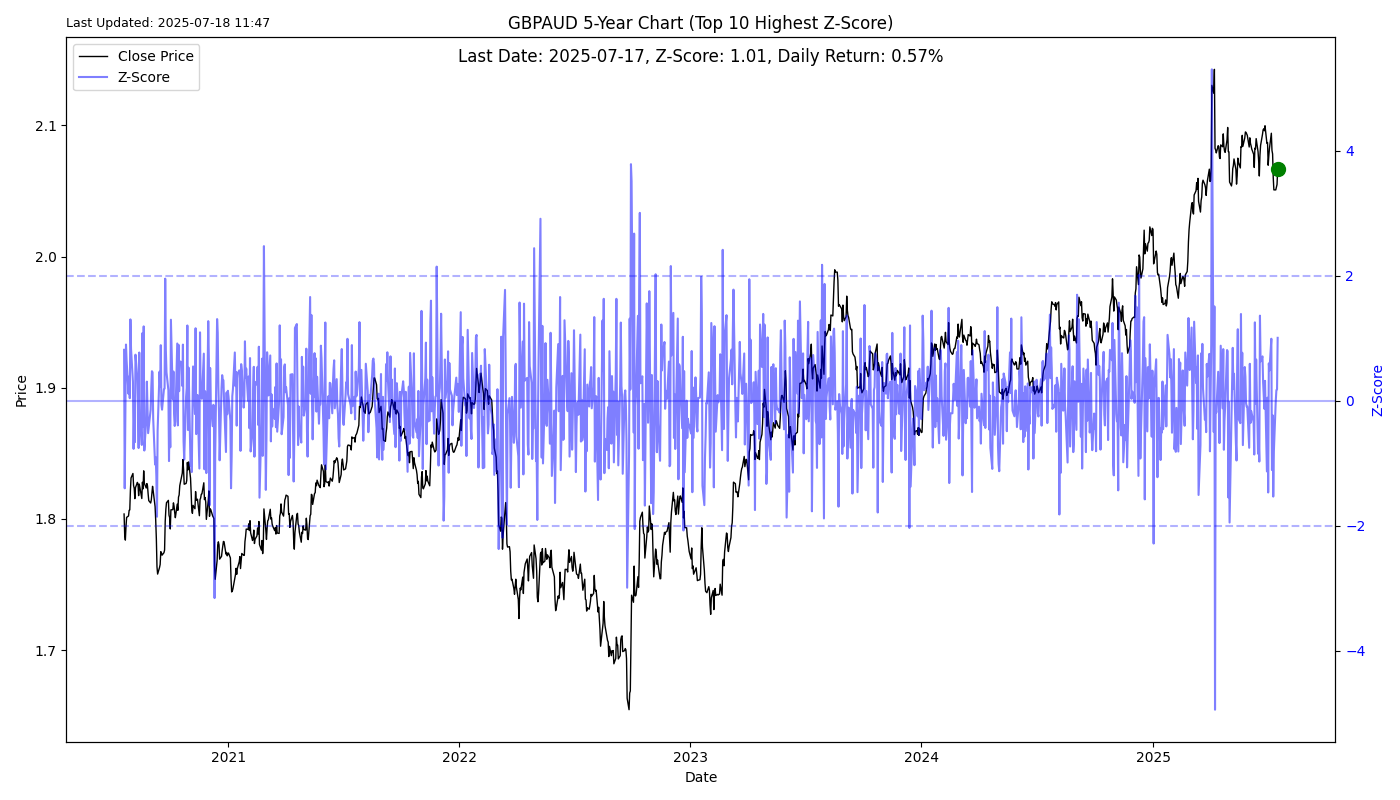 Last Updated: 2025-07-18 11:47
GBPAUD 5-Year Chart (Top 10 Highest Z-Score)
Last Date: 2025-07-17, Z-Score: 1.01, Daily Return: 0.57%
Close Price
Z-Score
Price
2.1
2.0
1.9
1.8
1.7
4
2
0
−2
−4
Z-Score
2021
2022
2023
2024
2025
Date